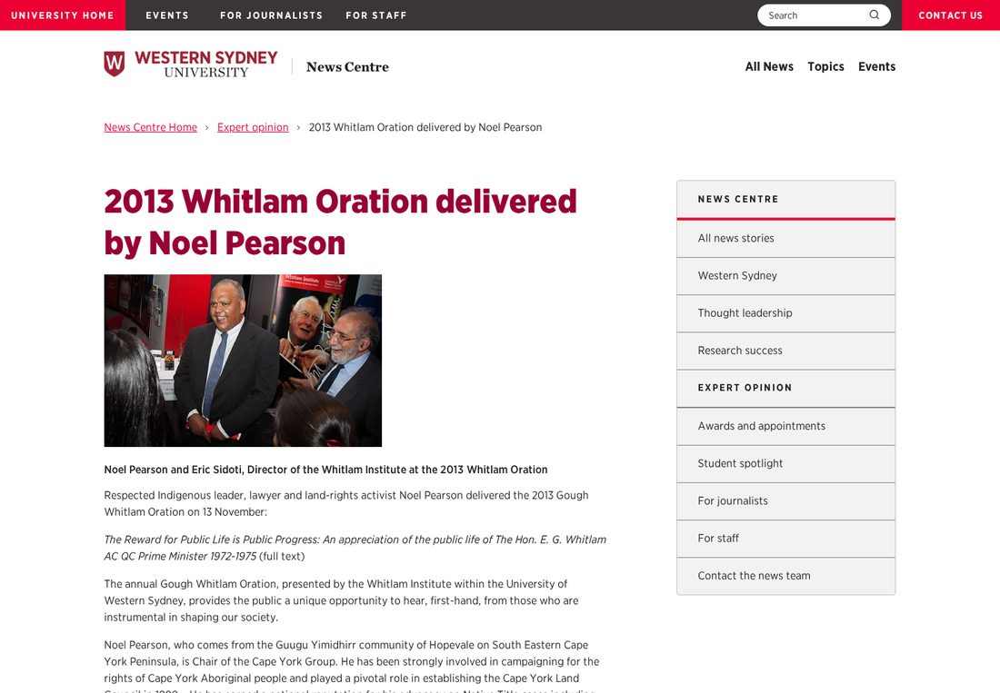 UNIVERSITY HOME
EVENTS
FOR JOURNALISTS
FOR STAFF
Search
CONTACT US
W WESTERN SYDNEY
UNIVERSITY
News Centre
All News
Topics
Events
News Centre Home › Expert opinion › 2013 Whitlam Oration delivered by Noel Pearson
2013 Whitlam Oration delivered
by Noel Pearson
Whitlam Institute
Noel Pearson and Eric Sidoti, Director of the Whitlam Institute at the 2013 Whitlam Oration
Respected Indigenous leader, lawyer and land-rights activist Noel Pearson delivered the 2013 Gough
Whitlam Oration on 13 November:
The Reward for Public Life is Public Progress: An appreciation of the public life of The Hon. E. G. Whitlam
AC QC Prime Minister 1972-1975 (full text)
The annual Gough Whitlam Oration, presented by the Whitlam Institute within the University of
Western Sydney, provides the public a unique opportunity to hear, first-hand, from those who are
instrumental in shaping our society.
Noel Pearson, who comes from the Guugu Yimidhirr community of Hopevale on South Eastern Cape
York Peninsula, is Chair of the Cape York Group. He has been strongly involved in campaigning for the
rights of Cape York Aboriginal people and played a pivotal role in establishing the Cape York Land
NEWS CENTRE
All news stories
Western Sydney
Thought leadership
Research success
EXPERT OPINION
Awards and appointments
Student spotlight
For journalists
For staff
Contact the news team